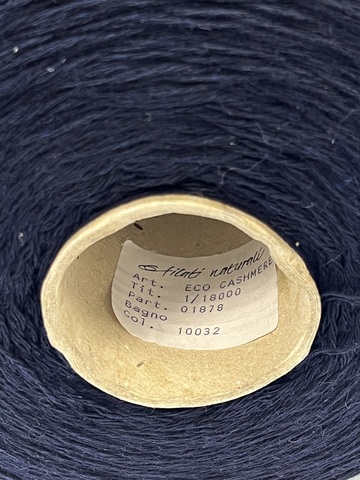 filati naturali
Art. ECO CASHMERE
Tit. 1/18000
Part. 01878
Bagno
Col. 10032